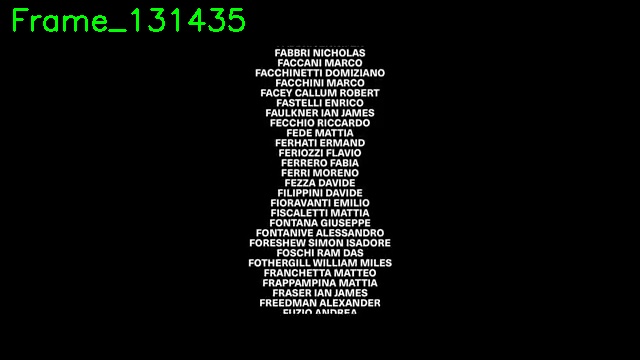 Frame_131435
FABBRI NICHOLAS
FACCANI MARCO
FACCHINETTI DOMIZIANO
FACCHINI MARCO
FACEY CALLUM ROBERT
FASTELLI ENRICO
FAULKNER IAN JAMES
FECCHIO RICCARDO
FEDE MATTIA
FERHATI ERMAND
FERIOZZI FLAVIO
FERRERO FABIA
FERRI MORENO
FEZZA DAVIDE
FILIPPINI DAVIDE
FIORAVANTI EMILIO
FISCALETTI MATTIA
FONTANA GIUSEPPE
FONTANIVE ALESSANDRO
FORESHEW SIMON ISADORE
FOSCHI RAM DAS
FOTHERGILL WILLIAM MILES
FRANCHETTA MATTEO
FRAPPAMPINA MATTIA
FRASER IAN JAMES
FREEDMAN ALEXANDER
FUZIO ANDREA